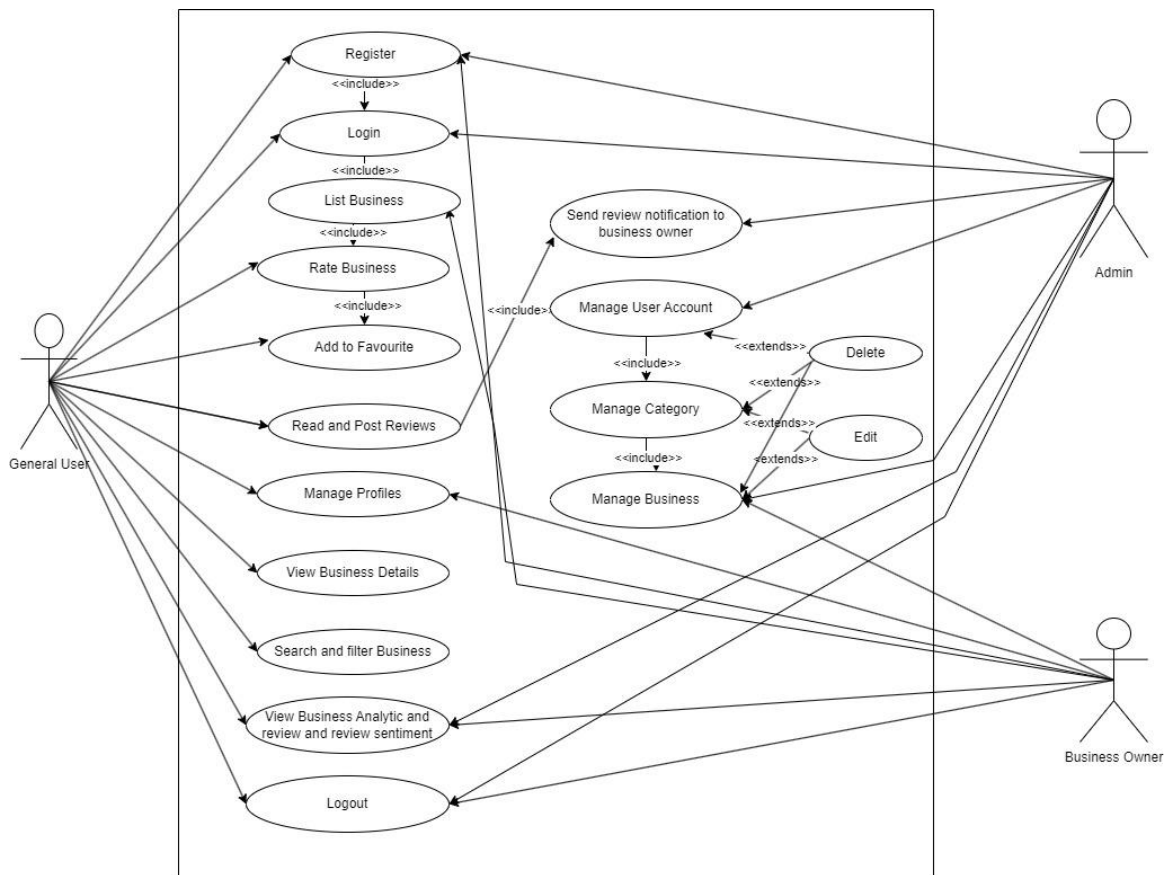 Register
<<include>>
Login
<<include>>
List Business
<<include>>
Rate Business
<<include>>
Add to Favourite
Read and Post Reviews
Manage Profiles
View Business Details
Search and filter Business
View Business Analytic and
review and review sentiment
Logout
General User
Send review notification to
business owner
<<include>>
Manage User Account
<<include>>
Manage Category
<<include>>
Manage Business
<<extends>>
Delete
<<extends>>
<<extends>>
Edit
<extends>>
Admin
Business Owner